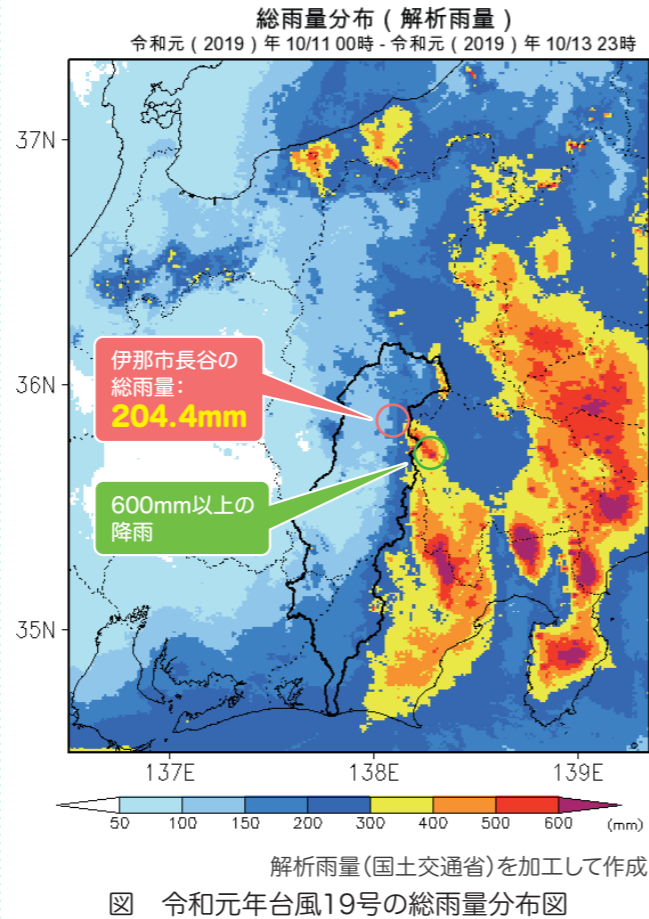 総雨量分布(解析雨量)
令和元(2019)年 10/11 00時 - 令和元(2019)年 10/13 23時
37N
36N
35N
伊那市長谷の
総雨量:
204.4mm
600mm以上の
降雨
137E 138E 139E
50 100 150 200 300 400 500 600 (mm)
解析雨量(国土交通省)を加工して作成
図 令和元年台風19号の総雨量分布図